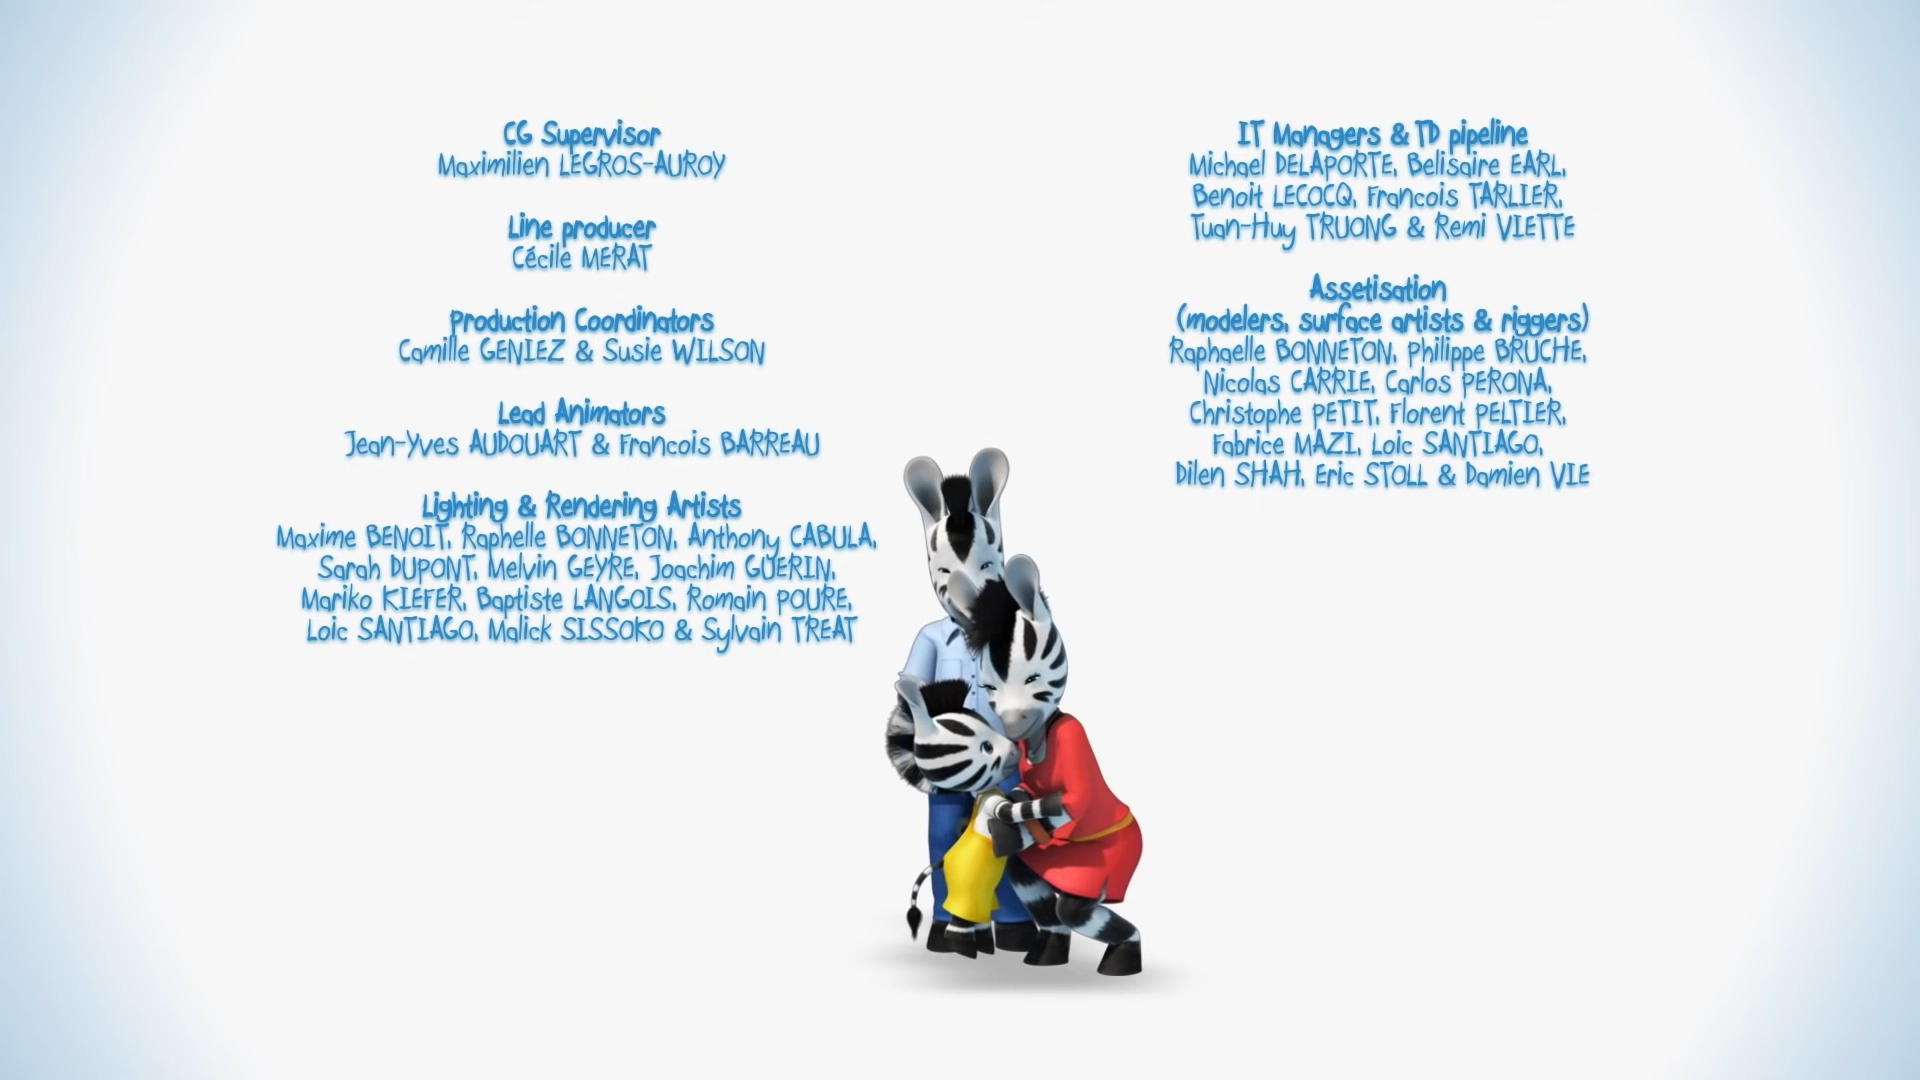 CG Supervisor
Maximilien LEGROS-AUROY
Line producer
Cécile MERAT
Production Coordinators
Camille GENIEZ & Susie WILSON
Lead Animators
Jean-Yves AUDOUART & Francois BARREAU
Lighting & Rendering Artists
Maxime BENOIT, Raphelle BONNETON, Anthony CABULA,
Sarah DUPONT, Melvin GEYRE, Joachim GUERIN,
Mariko KIEFER, Baptiste LANGOIS, Romain POURE,
Loic SANTIAGO, Malick SISSOKO & Sylvain TREAT
IT Managers & TD pipeline
Michael DELAPORTE, Belisaire EARL,
Benoit LECOCQ, Francois TARLIER,
Tuan-Huy TRUONG & Remi VIETTE
Assetisation
(modelers, surface artists & riggers)
Raphaelle BONNETON, Philippe BRUCHE,
Nicolas CARRIE, Carlos PERONA,
Christophe PETIT, Florent PELTIER,
Fabrice MAZI, Loic SANTIAGO,
Dilen SHAH, Eric STOLL & Damien VIE